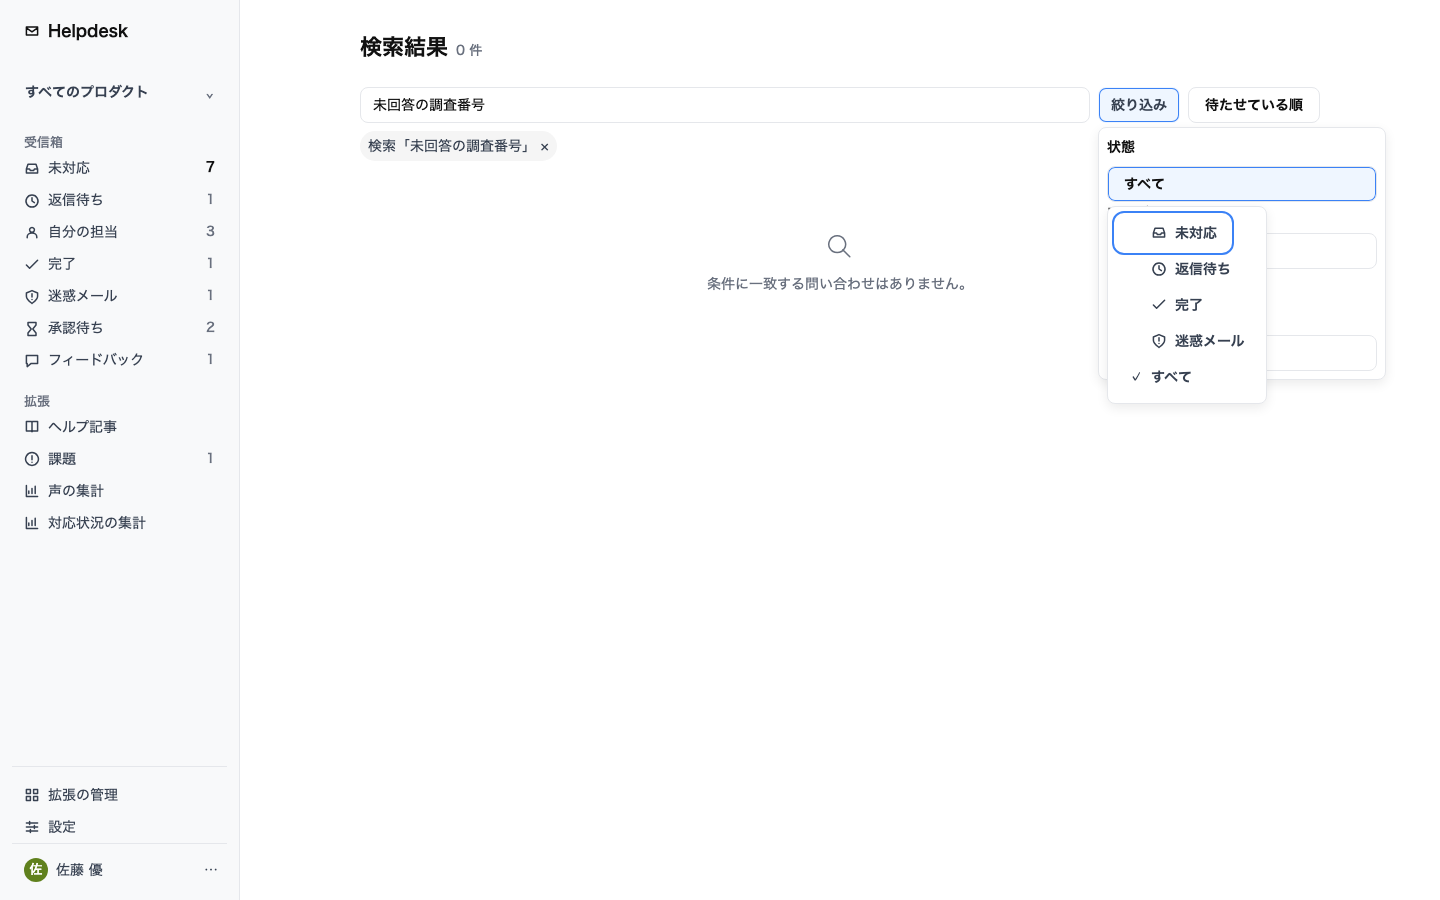 Helpdesk
すべてのプロダクト
受信箱
未対応 7
返信待ち 1
自分の担当 3
完了 1
迷惑メール 1
承認待ち 2
フィードバック 1
拡張
ヘルプ記事
課題 1
声の集計
対応状況の集計
拡張の管理
設定
佐 佐藤 優 …
検索結果 0 件
未回答の調査番号
絞り込み
待たせている順
検索「未回答の調査番号」 ×
条件に一致する問い合わせはありません。
状態
すべて
未対応
返信待ち
完了
迷惑メール
✓ すべて